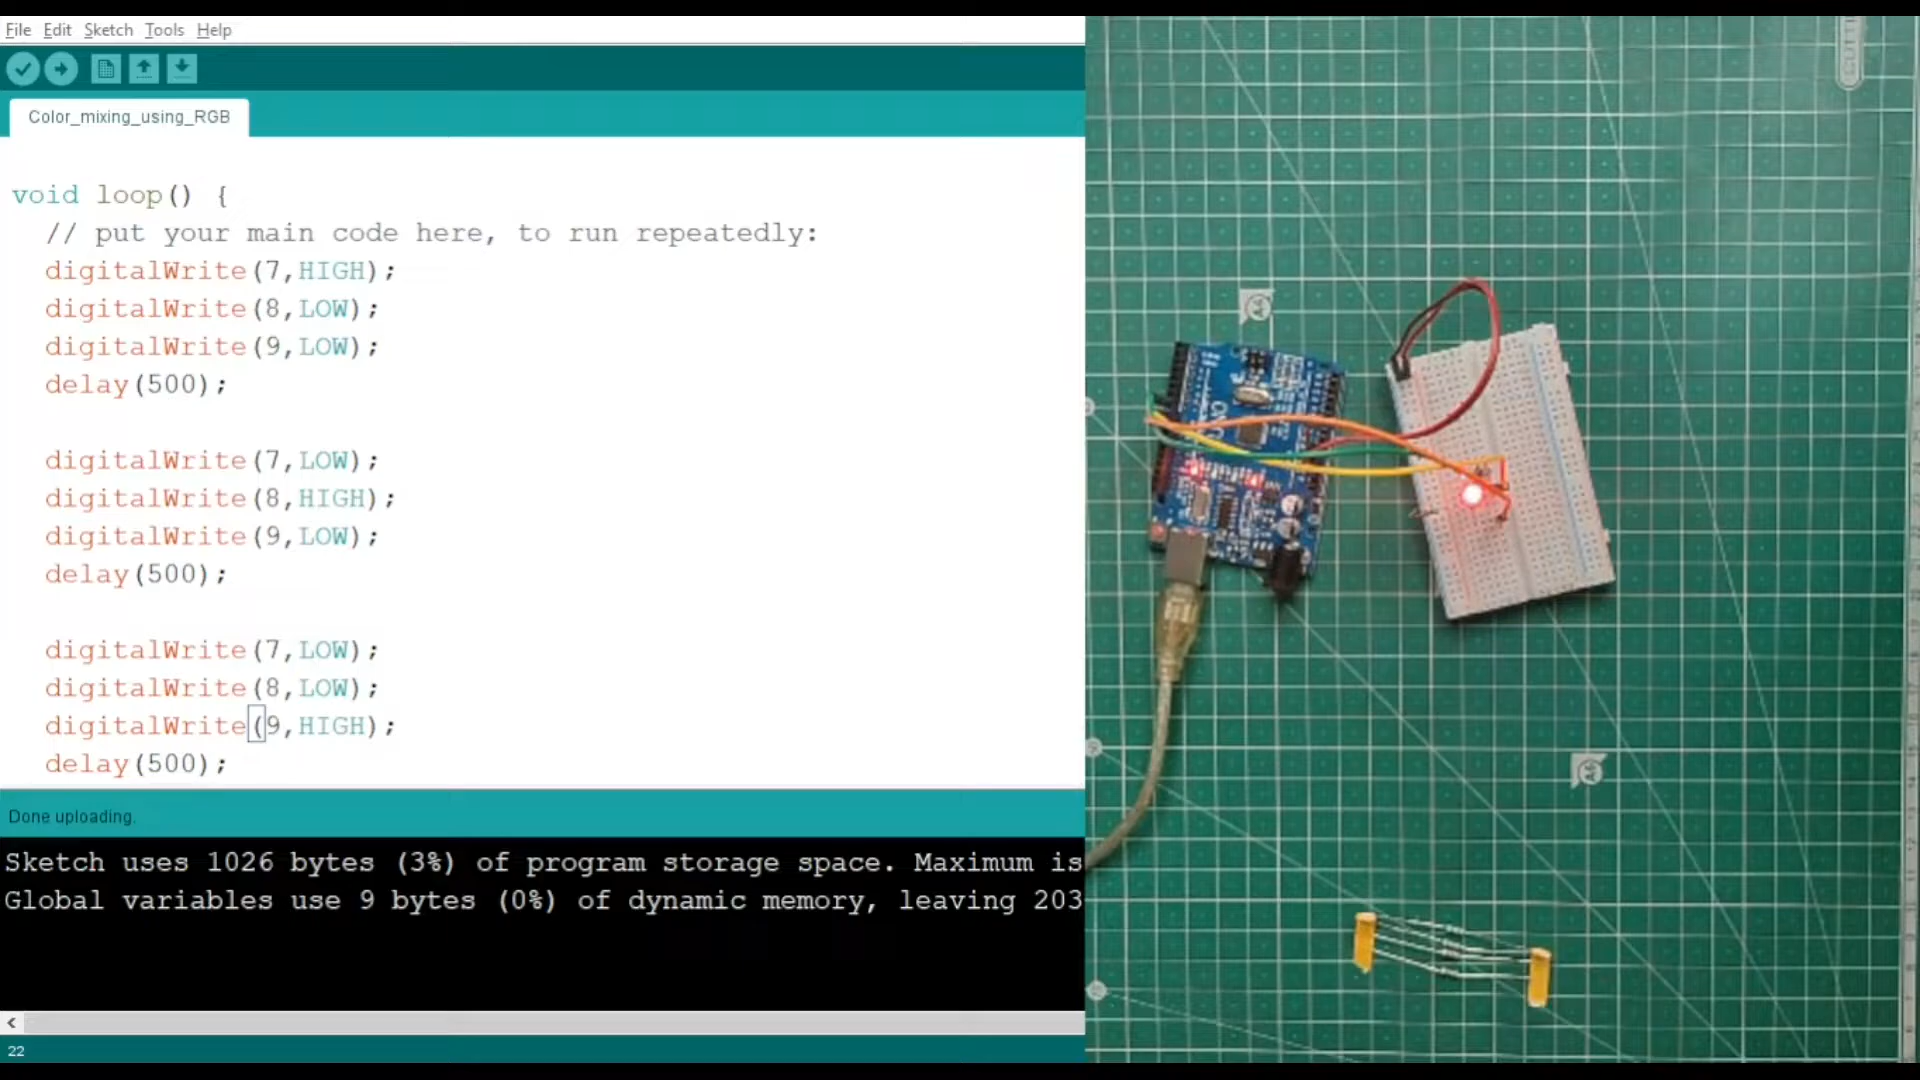 File Edit Sketch Tools Help
Color_mixing_using_RGB
void loop() {
// put your main code here, to run repeatedly:
digitalWrite(7,HIGH);
digitalWrite(8,LOW);
digitalWrite(9,LOW);
delay(500);
digitalWrite(7,LOW);
digitalWrite(8,HIGH);
digitalWrite(9,LOW);
delay(500);
digitalWrite(7,LOW);
digitalWrite(8,LOW);
digitalWrite(9,HIGH);
delay(500);
Done uploading.
Sketch uses 1026 bytes (3%) of program storage space. Maximum is
Global variables use 9 bytes (0%) of dynamic memory, leaving 203
22
A4
A5
UNO